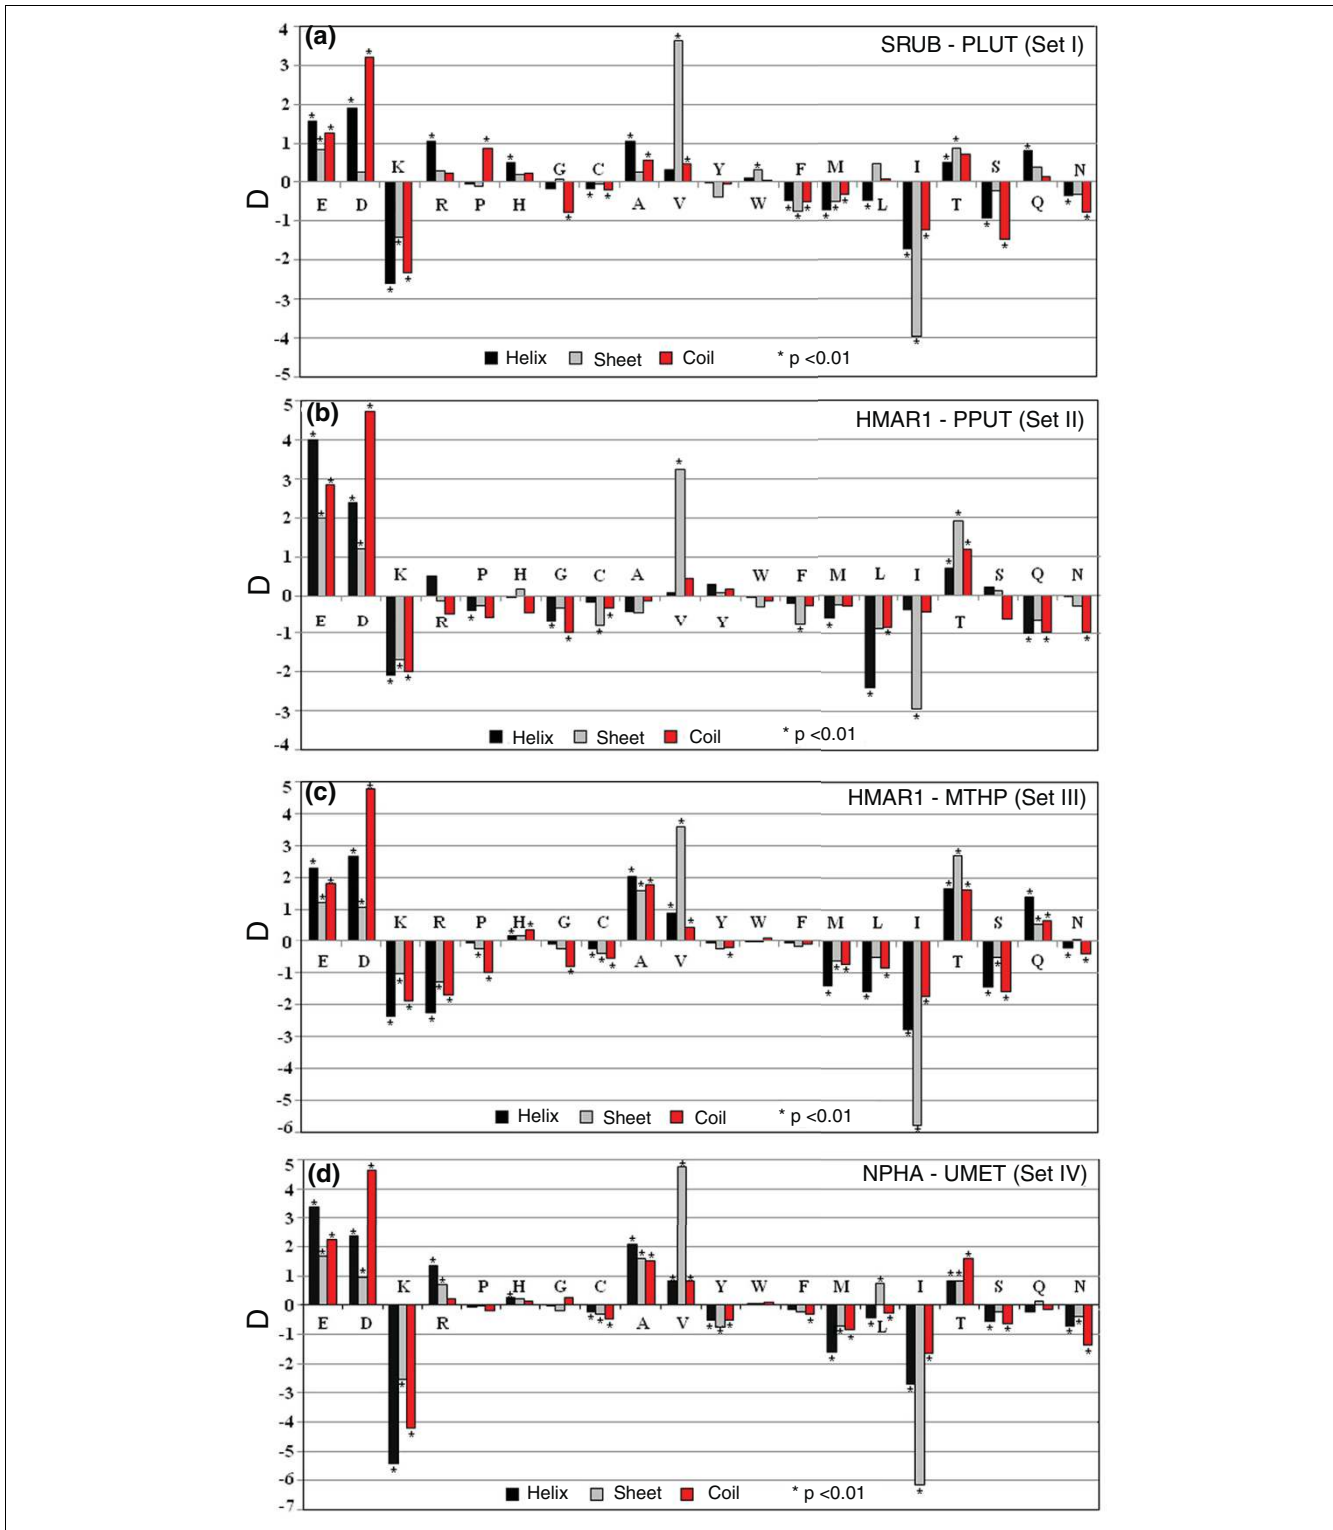 (a) SRUB - PLUT (Set I)
4
3
2
1
0
-1
-2
-3
-4
-5
D
K G C Y F M I S N
E D R P H A V W L T Q
Helix Sheet Coil * p <0.01
(b) HMAR1 - PPUT (Set II)
5
4
3
2
1
0
-1
-2
-3
-4
D
K P H G C A W F M L I S Q N
E D R V Y T
Helix Sheet Coil * p <0.01
(c) HMAR1 - MTHP (Set III)
5
4
3
2
1
0
-1
-2
-3
-4
-5
-6
D
K R P H G C Y W F M L I S N
E D A V T Q
Helix Sheet Coil * p <0.01
(d) NPHA - UMET (Set IV)
5
4
3
2
1
0
-1
-2
-3
-4
-5
-6
-7
D
K P H G C Y W F M I S Q N
E D R A V L T
Helix Sheet Coil * p <0.01